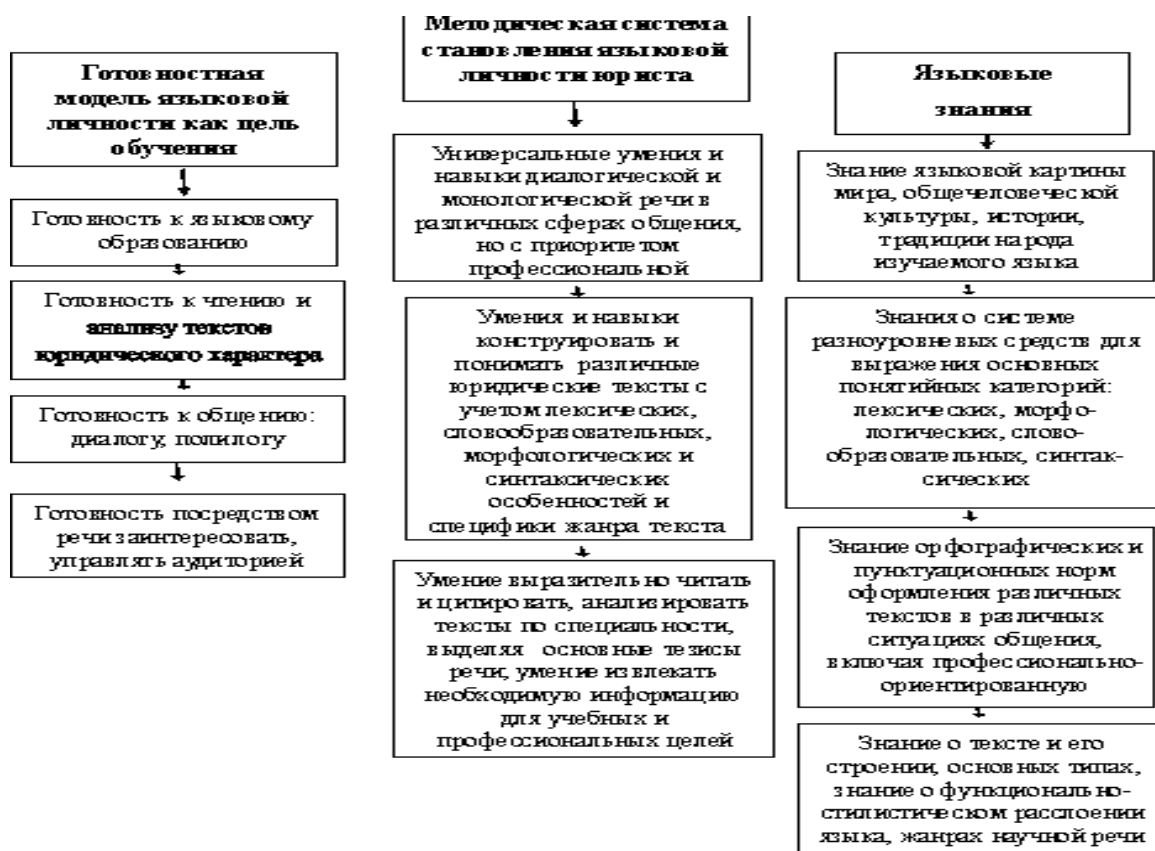 Готовностная
модель языковой
личности как цель
обучения
Готовность к языковому
образованию
Готовность к чтению и
анализу текстов
юридического характера
Готовность к общению:
диалогу, полилогу
Готовность посредством
речи заинтересовать,
управлять аудиторией
Методическая система
становления языковой
личности юриста
Универсальные умения и
навыки диалогической и
монологической речи в
различных сферах общения,
но с приоритетом
профессиональной
Умения и навыки
конструировать и
понимать различные
юридические тексты с
учетом лексических,
словообразовательных,
морфологических и
синтаксических
особенностей и
специфики жанра текста
Умение выразительно читать
и цитировать, анализировать
тексты по специальности,
выделяя основные тезисы
речи, умение извлекать
необходимую информацию
для учебных и
профессиональных целей
Языковые
знания
Знание языковой картины
мира, общечеловеческой
культуры, истории,
традиции народа
изучаемого языка
Знания о системе
разноуровневых средств для
выражения основных
понятийных категорий:
лексических, морфо-
логических, слово-
образовательных, синтак-
сических
Знание орфографических и
пунктуационных норм
оформления различных
текстов в различных
ситуациях общения,
включая профессионально-
ориентированную
Знание о тексте и его
строении, основных типах,
знание о функционально-
стилистическом расслоении
языка, жанрах научной речи